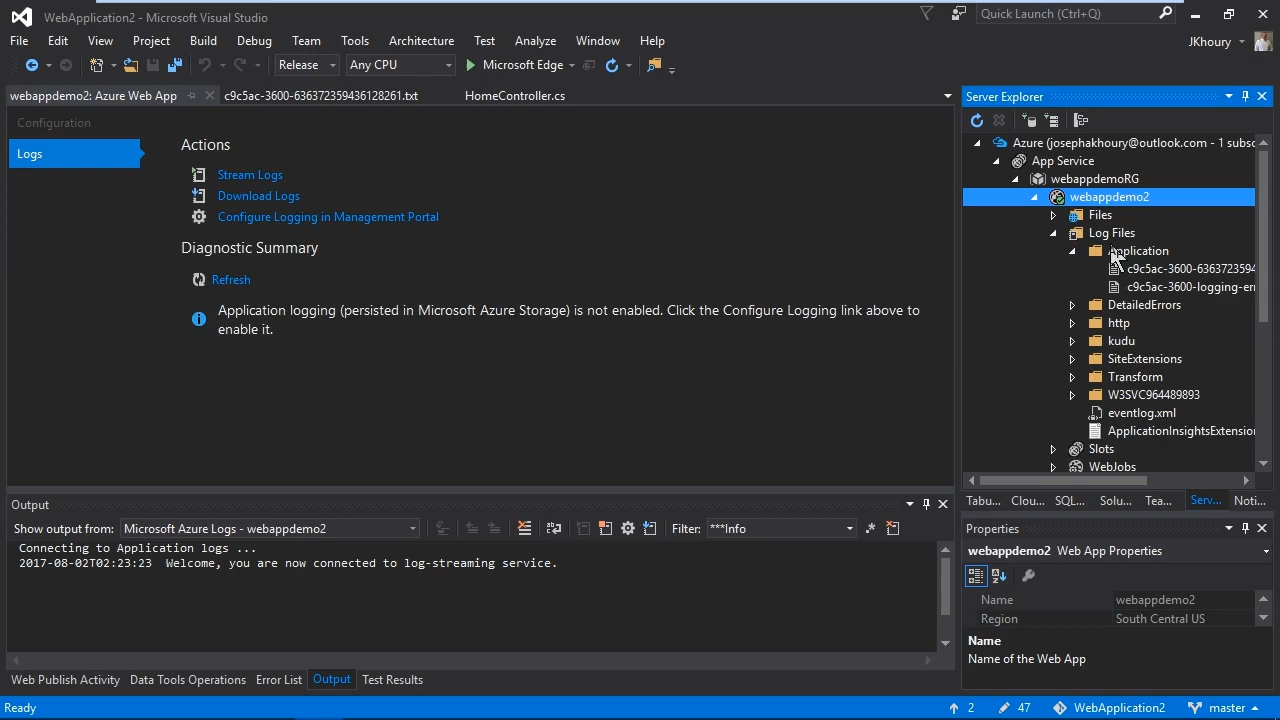 WebApplication2 - Microsoft Visual Studio
Quick Launch (Ctrl+Q)
File Edit View Project Build Debug Team Tools Architecture Test Analyze Window Help
JKhoury
Release Any CPU Microsoft Edge
webappdemo2: Azure Web App c9c5ac-3600-636372359436128261.txt HomeController.cs
Configuration
Logs
Actions
Stream Logs
Download Logs
Configure Logging in Management Portal
Diagnostic Summary
Refresh
Application logging (persisted in Microsoft Azure Storage) is not enabled. Click the Configure Logging link above to
enable it.
Server Explorer
Azure (josephakhoury@outlook.com - 1 subsc
App Service
webappdemoRG
webappdemo2
Files
Log Files
Application
c9c5ac-3600-6363723594
c9c5ac-3600-logging-err
DetailedErrors
http
kudu
SiteExtensions
Transform
W3SVC964489893
eventlog.xml
ApplicationInsightsExtension
Slots
WebJobs
Tabu... Clou... SQL... Solu... Tea... Serv... Noti...
Output
Show output from: Microsoft Azure Logs - webappdemo2
Filter: ***Info
Connecting to Application logs ...
2017-08-02T02:23:23 Welcome, you are now connected to log-streaming service.
Web Publish Activity Data Tools Operations Error List Output Test Results
Properties
webappdemo2 Web App Properties
Name webappdemo2
Region South Central US
Name
Name of the Web App
Ready
2 47 WebApplication2 master